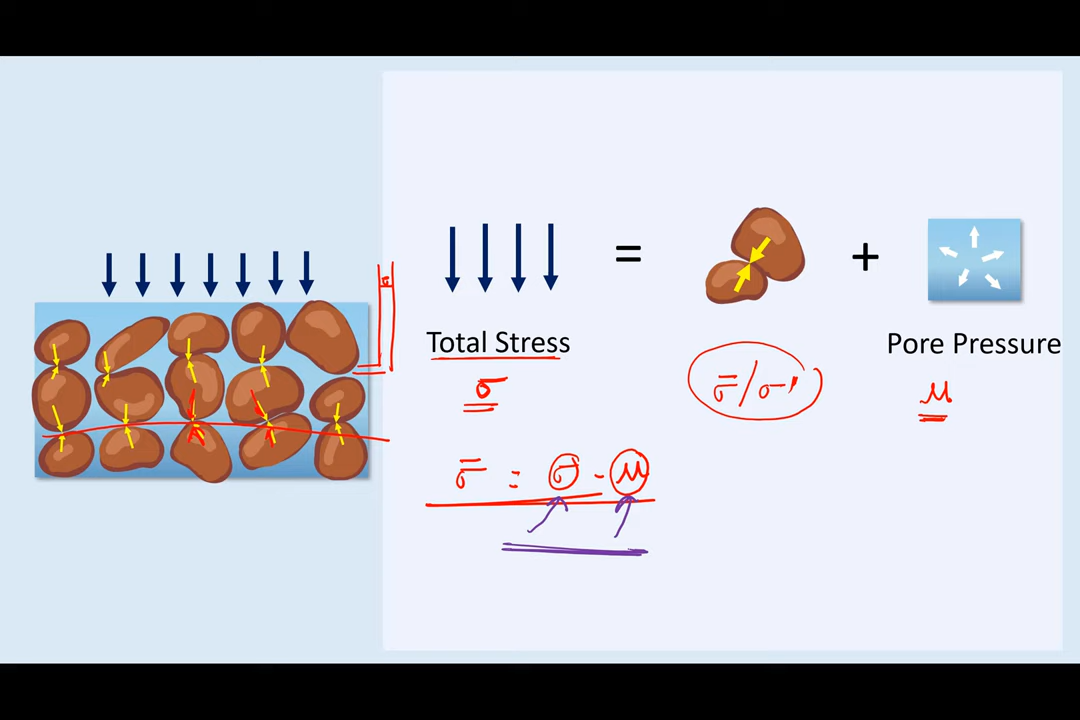 =
+
Total Stress
Pore Pressure
σ
σ̄/σ'
μ
σ̄ = σ - μ